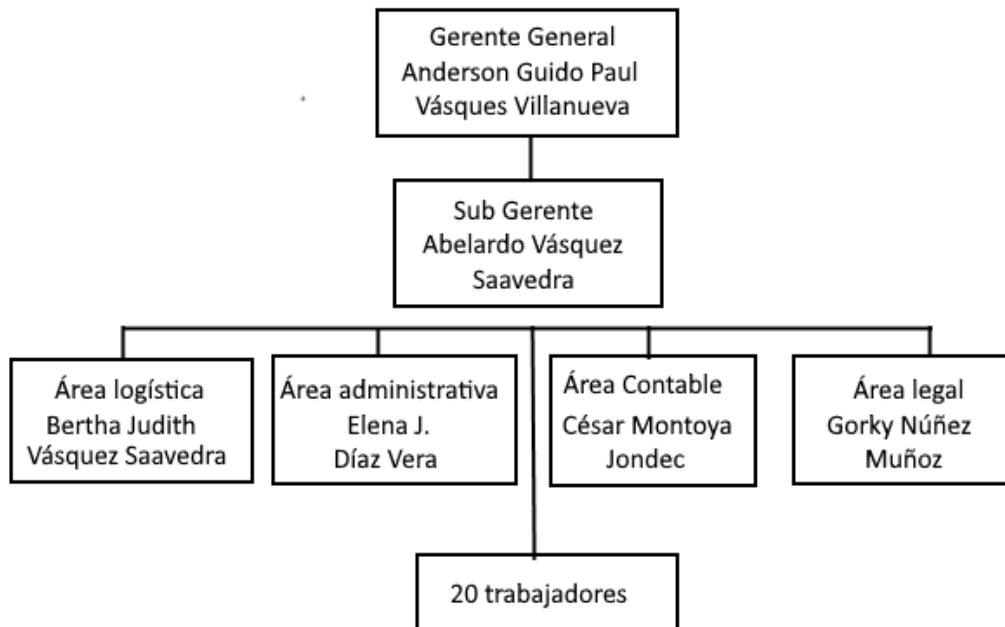 Gerente General
Anderson Guido Paul
Vásques Villanueva
Sub Gerente
Abelardo Vásquez
Saavedra
Área logística
Bertha Judith
Vásquez Saavedra
Área administrativa
Elena J.
Díaz Vera
Área Contable
César Montoya
Jondec
Área legal
Gorky Núñez
Muñoz
20 trabajadores